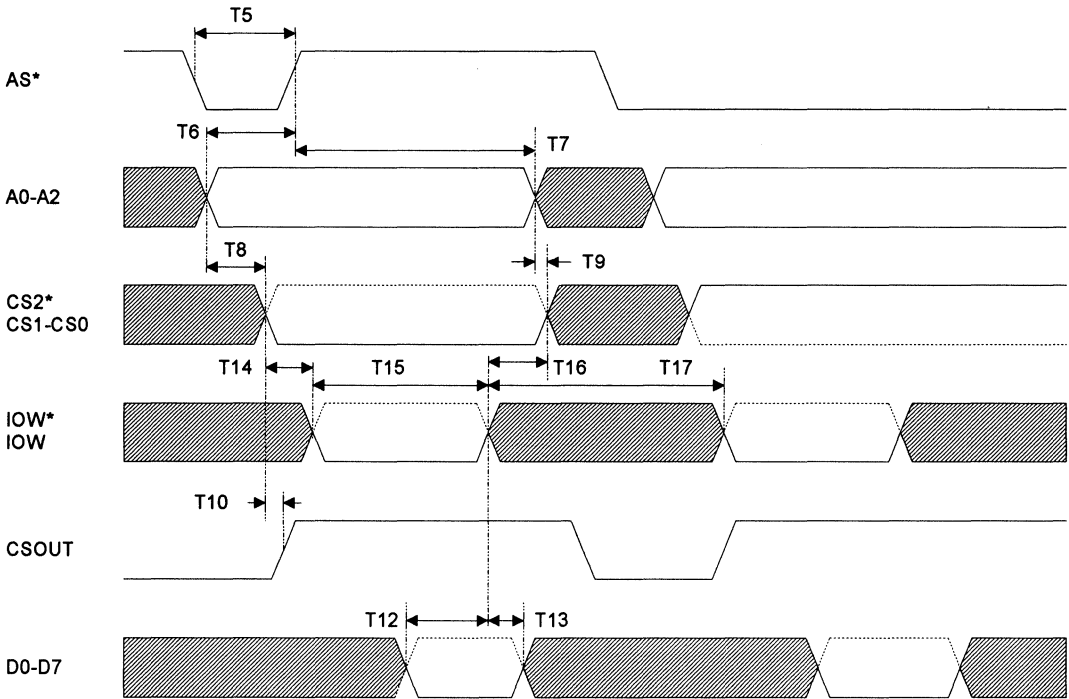 T5
AS*
T6
T7
A0-A2
T8
T9
CS2*
CS1-CS0
T14
T15
T16
T17
IOW*
IOW
T10
CSOUT
T12
T13
D0-D7